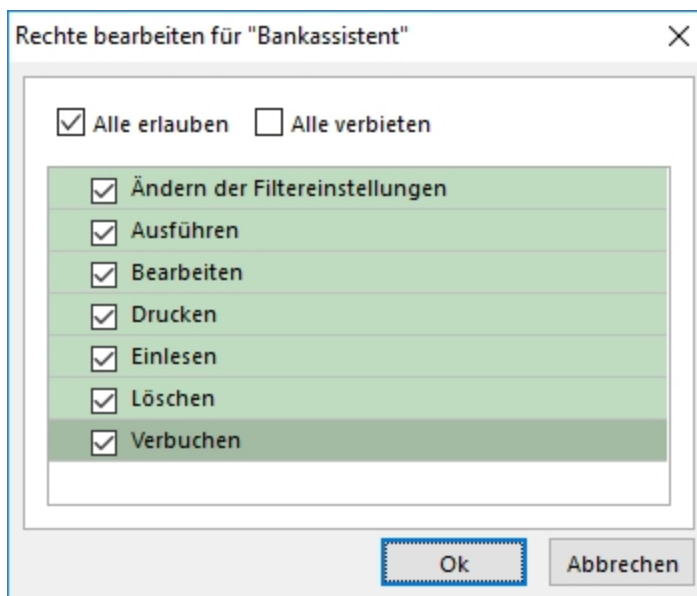 Rechte bearbeiten für "Bankassistent"
Alle erlauben Alle verbieten
Ändern der Filtereinstellungen
Ausführen
Bearbeiten
Drucken
Einlesen
Löschen
Verbuchen
Ok Abbrechen